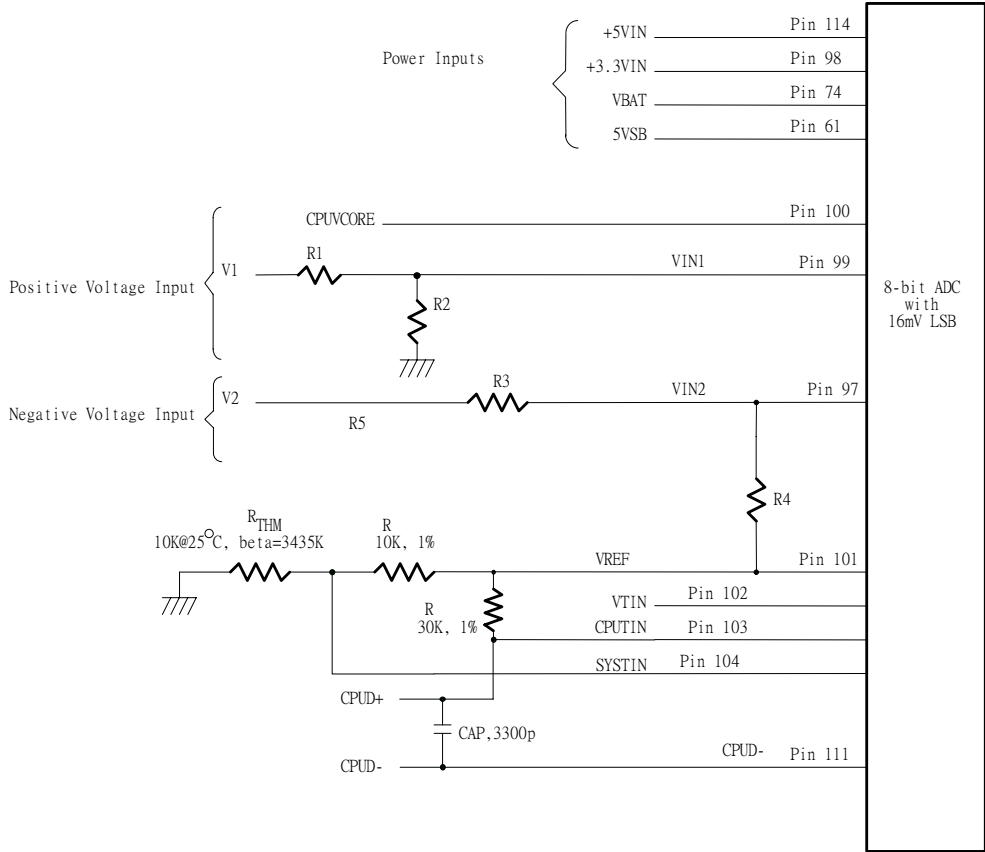 +5VIN Pin 114
Power Inputs
+3.3VIN Pin 98
VBAT Pin 74
5VSB Pin 61
CPUVCORE Pin 100
Positive Voltage Input
V1 R1 VIN1 Pin 99
R2
8-bit ADC
with
16mV LSB
Negative Voltage Input
V2 R3 VIN2 Pin 97
R5
R4
RTHM
10K@25°C, beta=3435K
R
10K, 1%
VREF Pin 101
R
30K, 1%
VTIN Pin 102
CPUTIN Pin 103
SYSTIN Pin 104
CPUD+
CAP,3300p
CPUD- CPUD- Pin 111